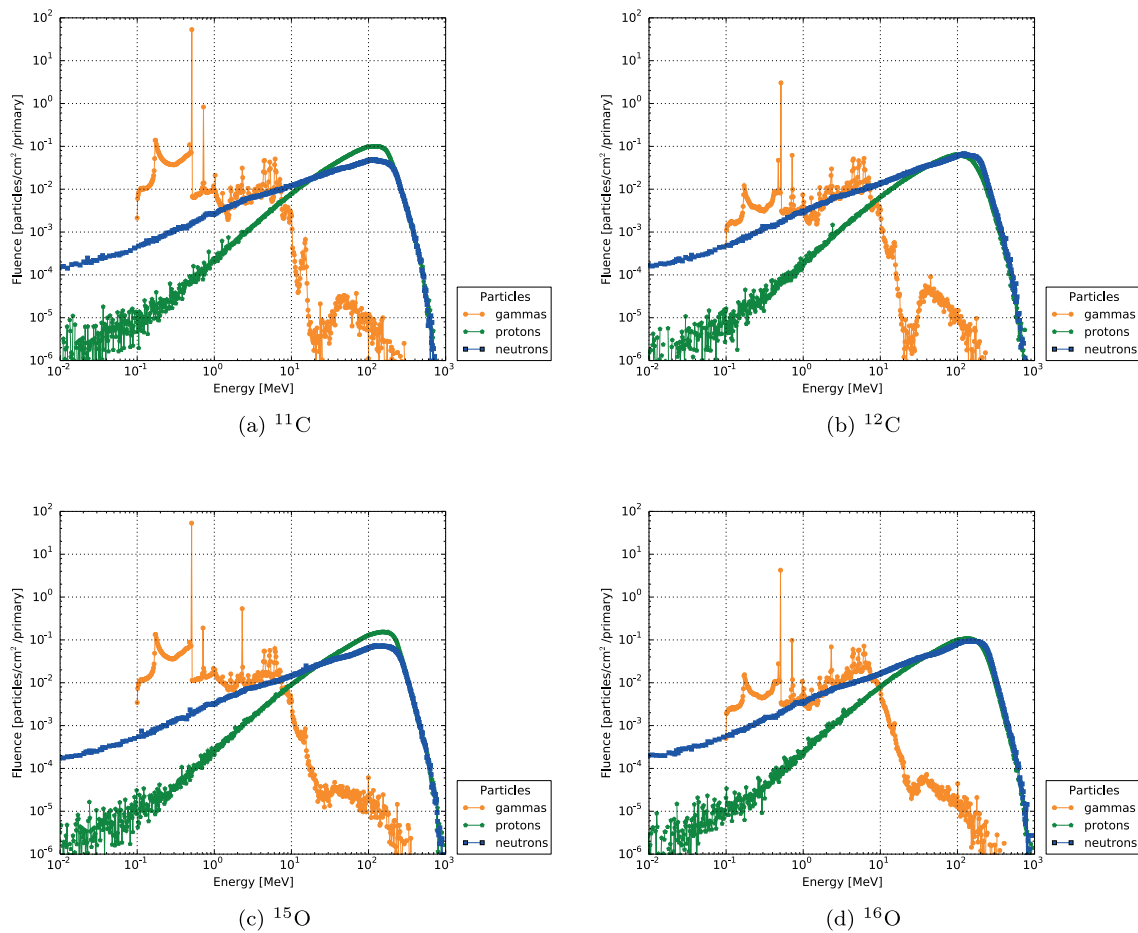 10²
10¹
10⁰
10⁻¹
10⁻²
10⁻³
10⁻⁴
10⁻⁵
10⁻⁶
Fluence [particles/cm² /primary]
10⁻² 10⁻¹ 10⁰ 10¹ 10² 10³
Energy [MeV]
Particles
gammas
protons
neutrons
(a) ¹¹C
10²
10¹
10⁰
10⁻¹
10⁻²
10⁻³
10⁻⁴
10⁻⁵
10⁻⁶
Fluence [particles/cm² /primary]
10⁻² 10⁻¹ 10⁰ 10¹ 10² 10³
Energy [MeV]
Particles
gammas
protons
neutrons
(b) ¹²C
10²
10¹
10⁰
10⁻¹
10⁻²
10⁻³
10⁻⁴
10⁻⁵
10⁻⁶
Fluence [particles/cm² /primary]
10⁻² 10⁻¹ 10⁰ 10¹ 10² 10³
Energy [MeV]
Particles
gammas
protons
neutrons
(c) ¹⁵O
10²
10¹
10⁰
10⁻¹
10⁻²
10⁻³
10⁻⁴
10⁻⁵
10⁻⁶
Fluence [particles/cm² /primary]
10⁻² 10⁻¹ 10⁰ 10¹ 10² 10³
Energy [MeV]
Particles
gammas
protons
neutrons
(d) ¹⁶O